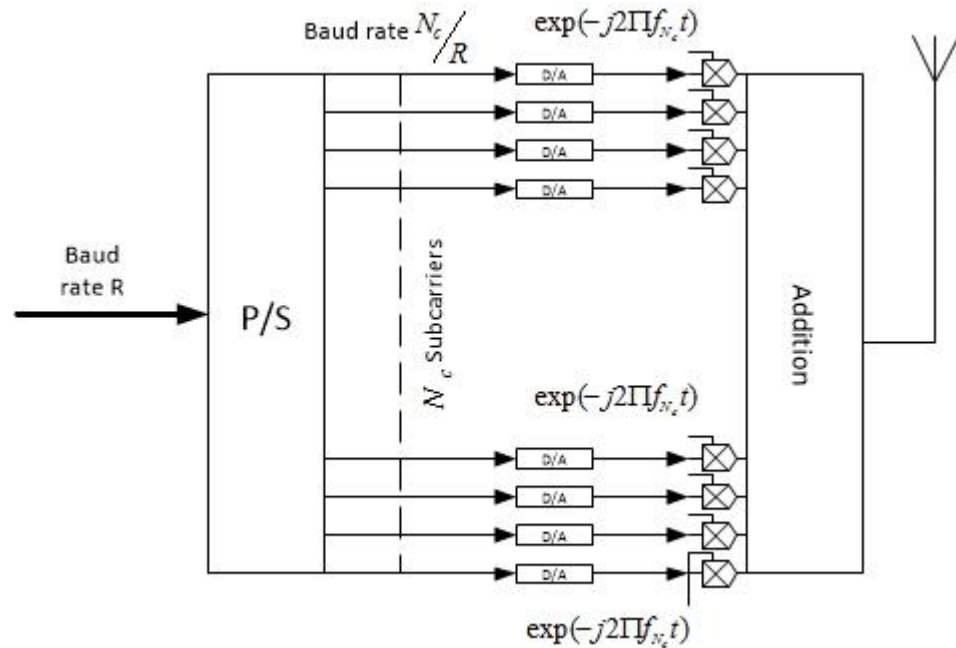 Baud rate N_c/R
exp(−j2Πf_{N_c}t)
D/A
D/A
D/A
D/A
Baud
rate R
P/S
N_c Subcarriers
Addition
exp(−j2Πf_{N_c}t)
D/A
D/A
D/A
D/A
exp(−j2Πf_{N_c}t)